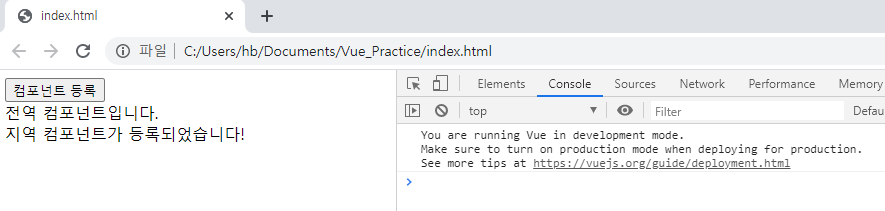 index.html
파일 C:/Users/hb/Documents/Vue_Practice/index.html
컴포넌트 등록
전역 컴포넌트입니다.
지역 컴포넌트가 등록되었습니다!
Elements Console Sources Network Performance Memory
top Filter Defau
You are running Vue in development mode.
Make sure to turn on production mode when deploying for production.
See more tips at https://vuejs.org/guide/deployment.html